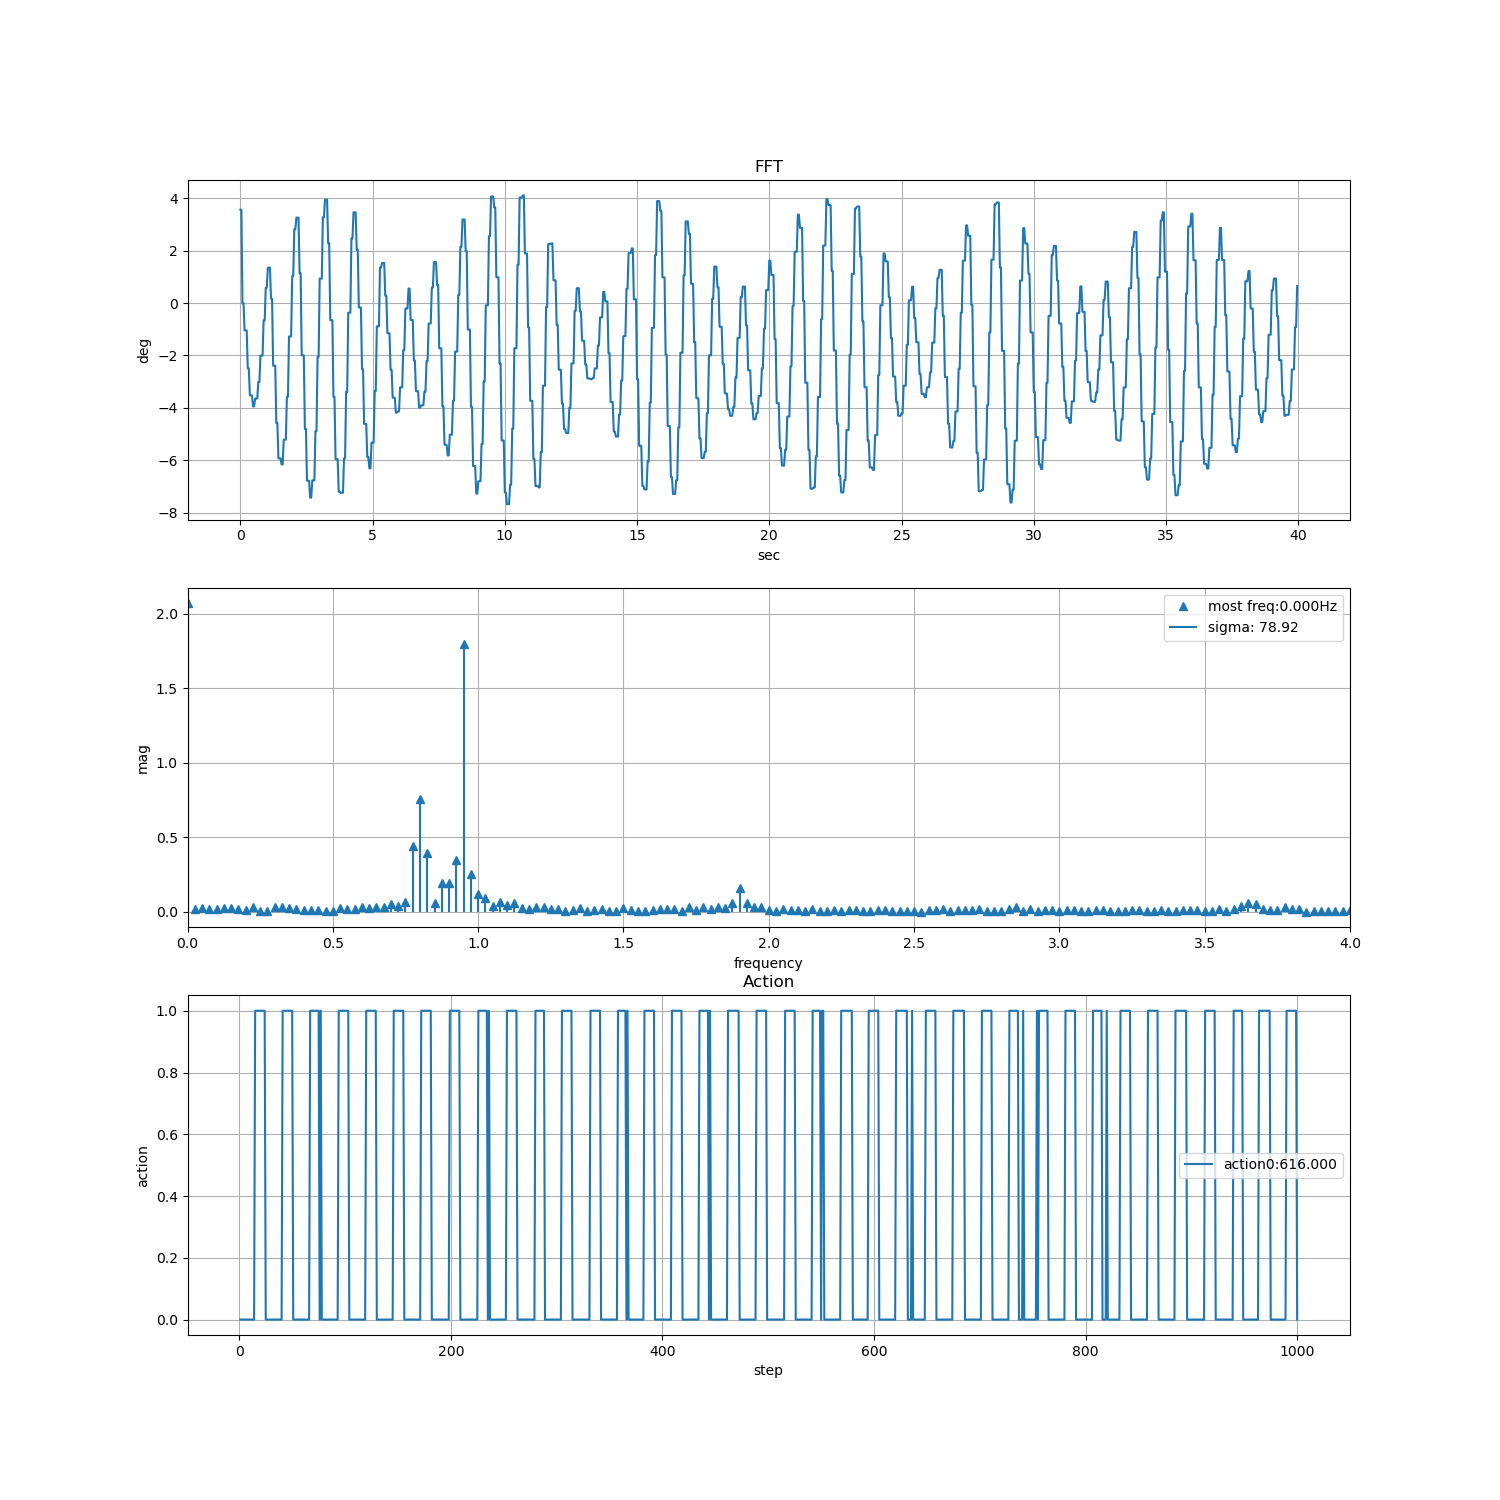 FFT
4
2
0
−2
−4
−6
−8
deg
0 5 10 15 20 25 30 35 40
sec
2.0
1.5
1.0
0.5
0.0
mag
most freq:0.000Hz
sigma: 78.92
0.0 0.5 1.0 1.5 2.0 2.5 3.0 3.5 4.0
frequency
Action
1.0
0.8
0.6
0.4
0.2
0.0
action
action0:616.000
0 200 400 600 800 1000
step